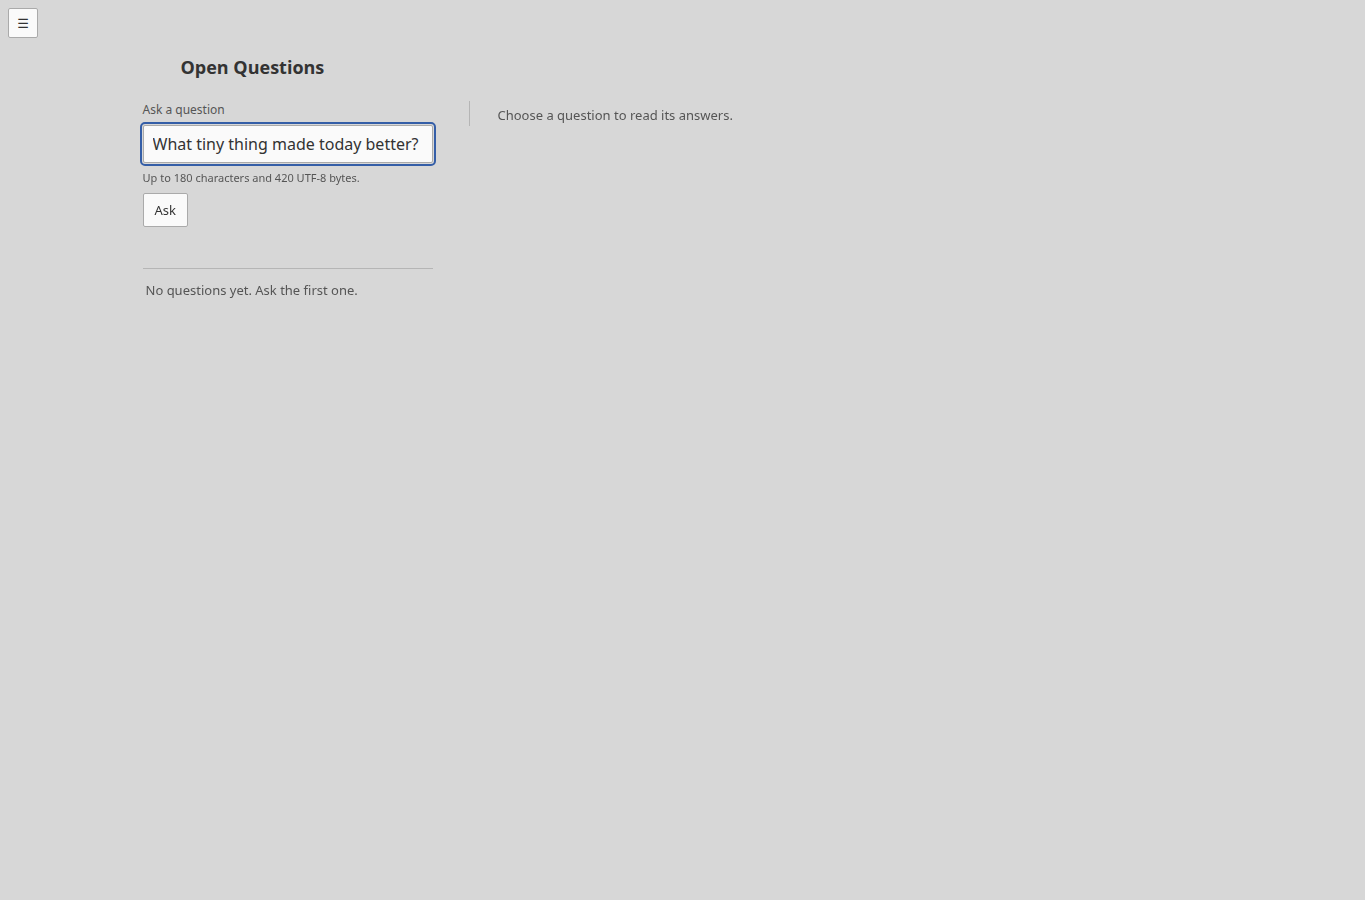 ☰
Open Questions
Ask a question
What tiny thing made today better?
Up to 180 characters and 420 UTF-8 bytes.
Ask
No questions yet. Ask the first one.
Choose a question to read its answers.